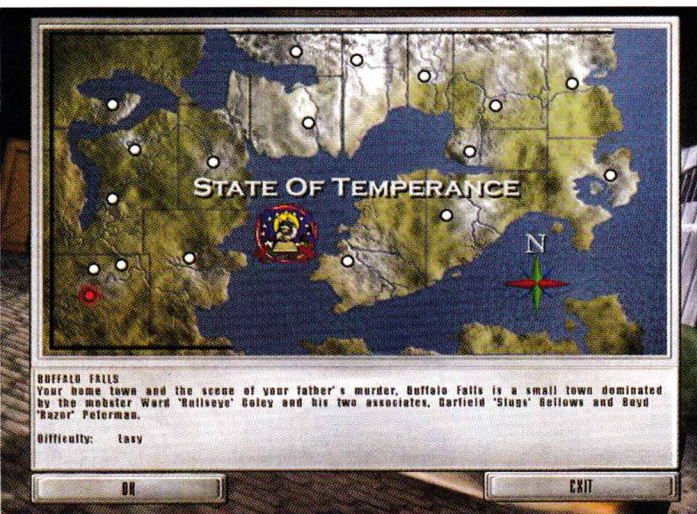 STATE OF TEMPERANCE
N
BUFFALO FALLS
Your home town and the scene of your father's murder, Buffalo Falls is a small town dominated
by the mobster Ward 'Bullseye' Coley and his two associates, Garfield 'Slugs' Bellows and Boyd
'Razor' Peterman.
Difficulty: Easy
OK
EXIT